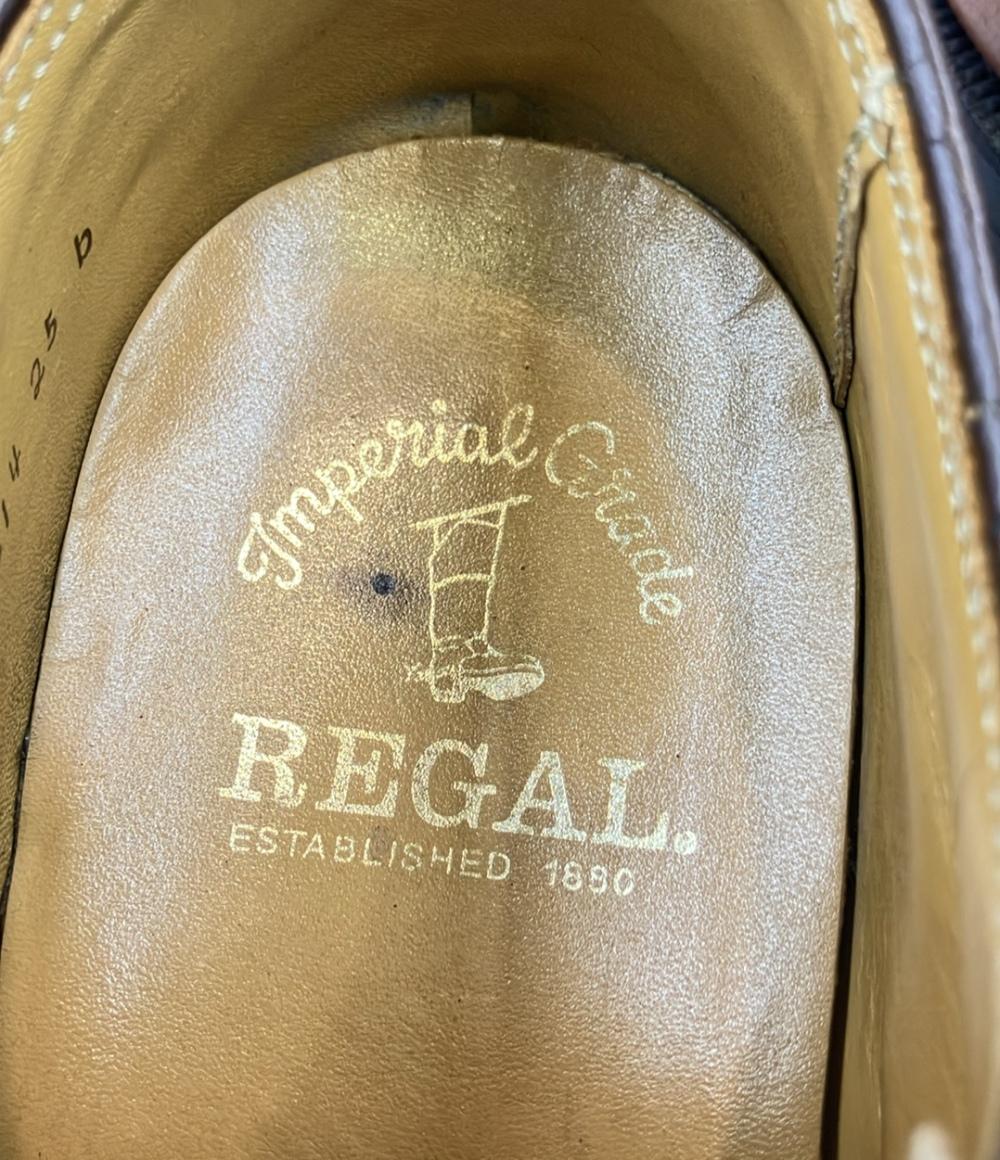 Imperial Grade
REGAL.
ESTABLISHED 1880
25 D